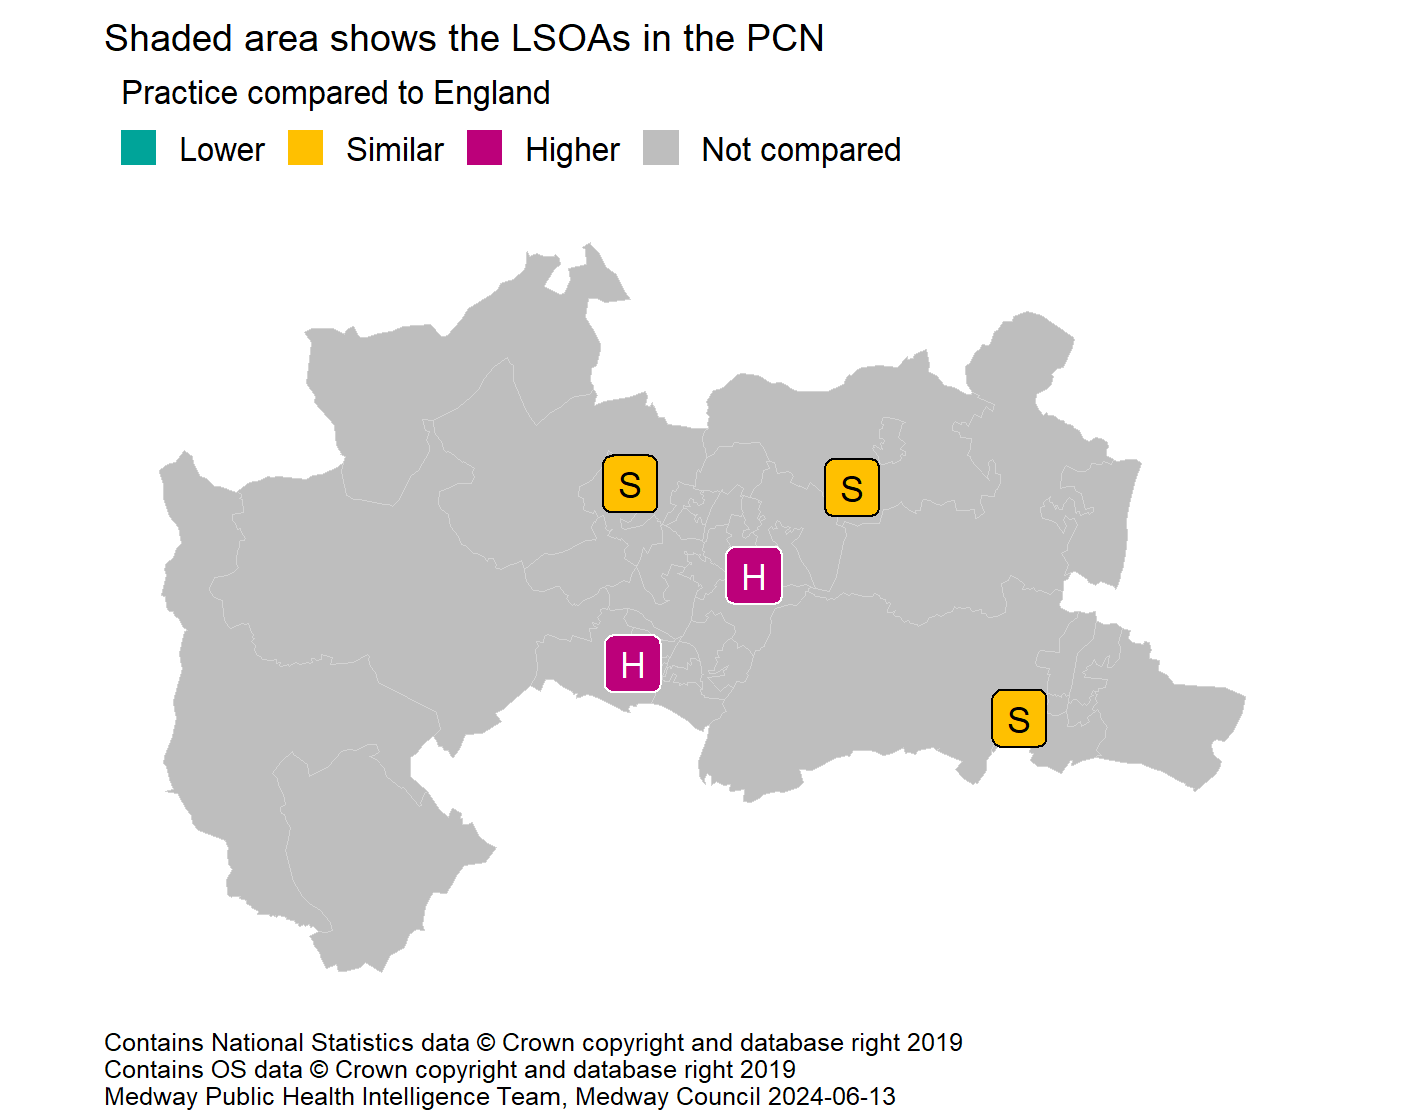 Shaded area shows the LSOAs in the PCN
Practice compared to England
Lower Similar Higher Not compared
S
S
H
H
S
Contains National Statistics data © Crown copyright and database right 2019
Contains OS data © Crown copyright and database right 2019
Medway Public Health Intelligence Team, Medway Council 2024-06-13